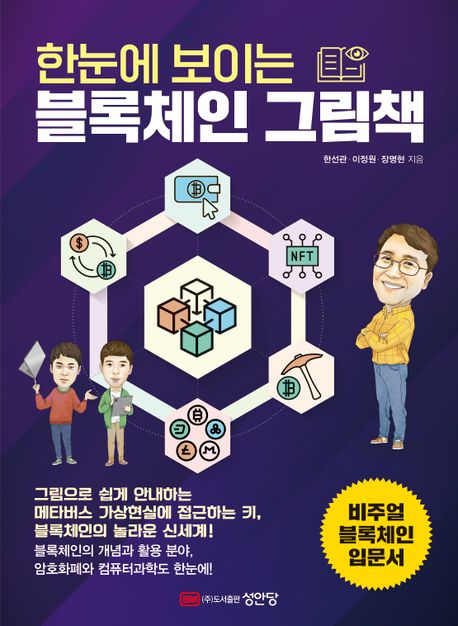 한눈에 보이는
블록체인 그림책
한선관·이정원·장명현 지음
NFT
그림으로 쉽게 안내하는
메타버스 가상현실에 접근하는 키,
블록체인의 놀라운 신세계!
블록체인의 개념과 활용 분야,
암호화폐와 컴퓨터과학도 한눈에!
비주얼
블록체인
입문서
BM (주)도서출판 성안당